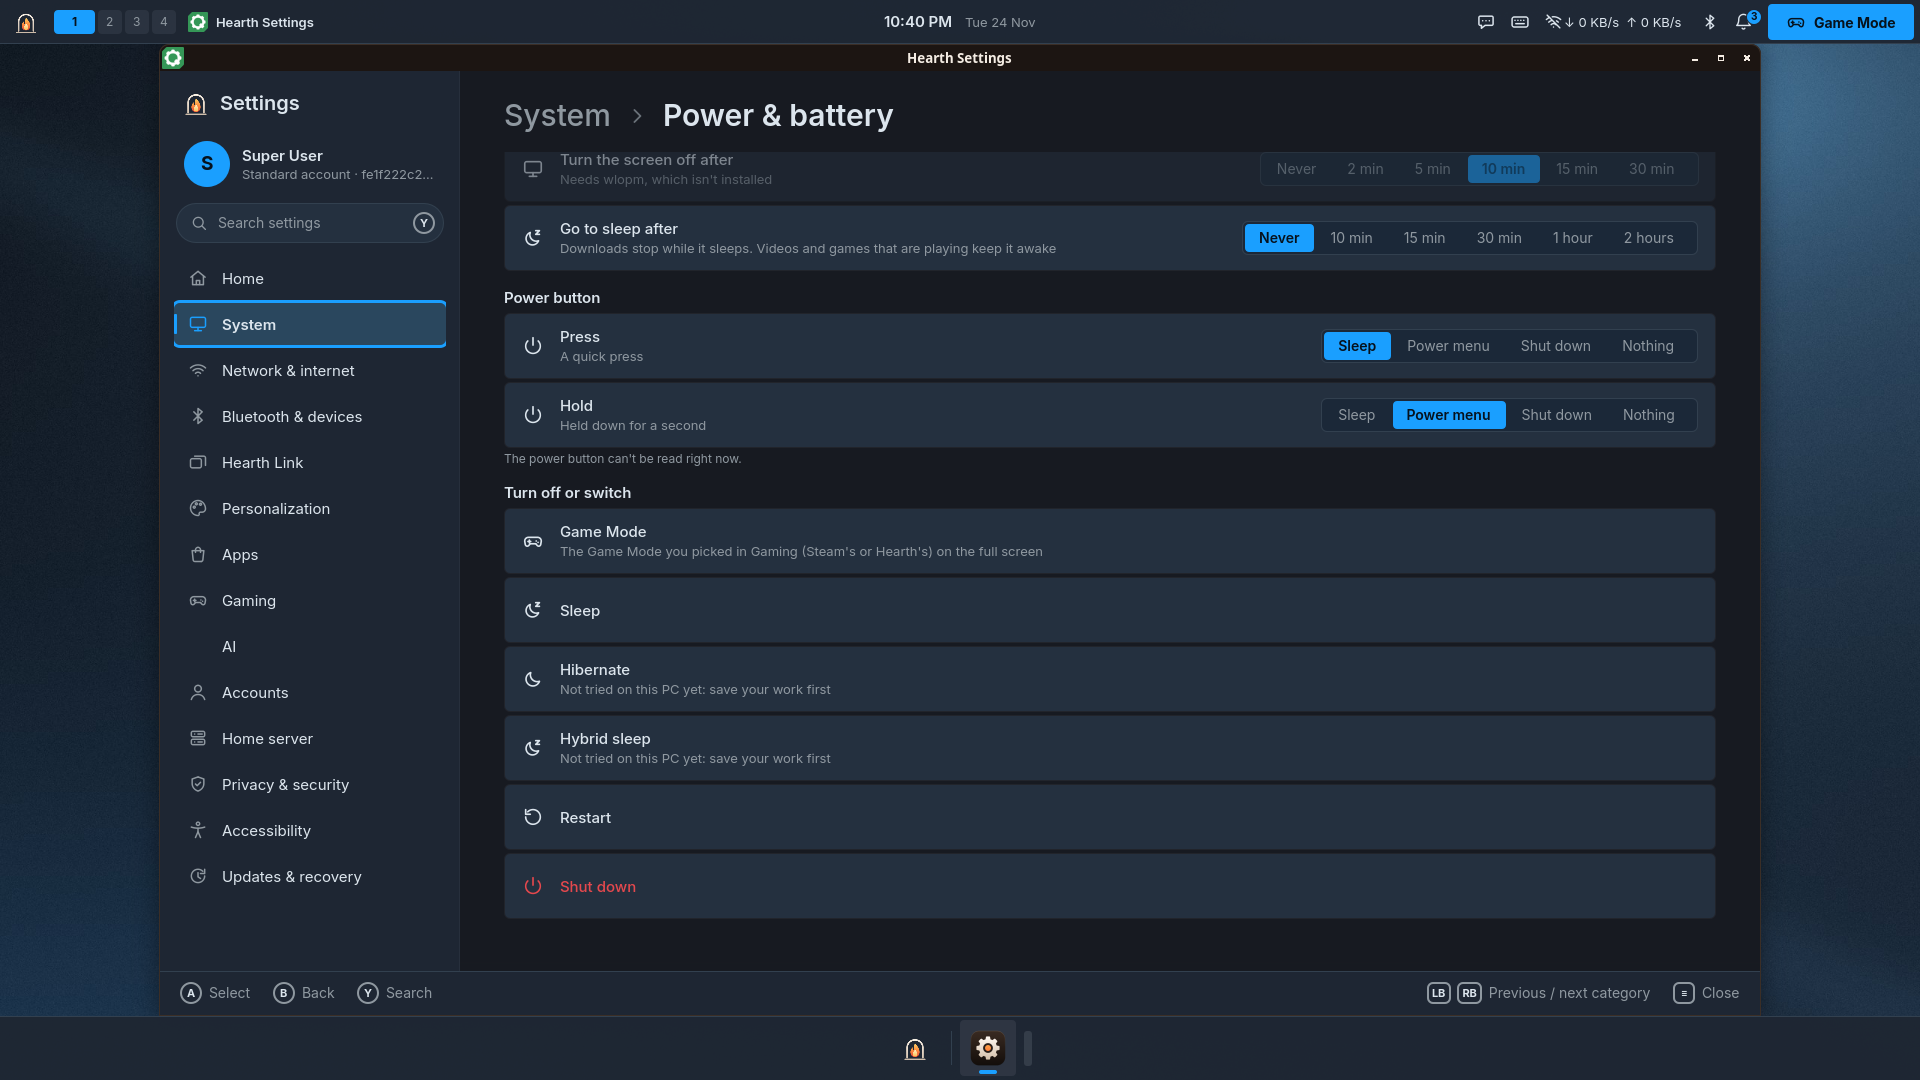 1
2
3
4
Hearth Settings
10:40 PM
Tue 24 Nov
↓ 0 KB/s ↑ 0 KB/s
3
Game Mode
Hearth Settings
Settings
S
Super User
Standard account · fe1f222c2...
Search settings
Y
Home
System
Network & internet
Bluetooth & devices
Hearth Link
Personalization
Apps
Gaming
AI
Accounts
Home server
Privacy & security
Accessibility
Updates & recovery
System > Power & battery
Turn the screen off after
Needs wlopm, which isn't installed
Never 2 min 5 min 10 min 15 min 30 min
Go to sleep after
Downloads stop while it sleeps. Videos and games that are playing keep it awake
Never 10 min 15 min 30 min 1 hour 2 hours
Power button
Press
A quick press
Sleep Power menu Shut down Nothing
Hold
Held down for a second
Sleep Power menu Shut down Nothing
The power button can't be read right now.
Turn off or switch
Game Mode
The Game Mode you picked in Gaming (Steam's or Hearth's) on the full screen
Sleep
Hibernate
Not tried on this PC yet: save your work first
Hybrid sleep
Not tried on this PC yet: save your work first
Restart
Shut down
A Select B Back Y Search
LB RB Previous / next category ≡ Close